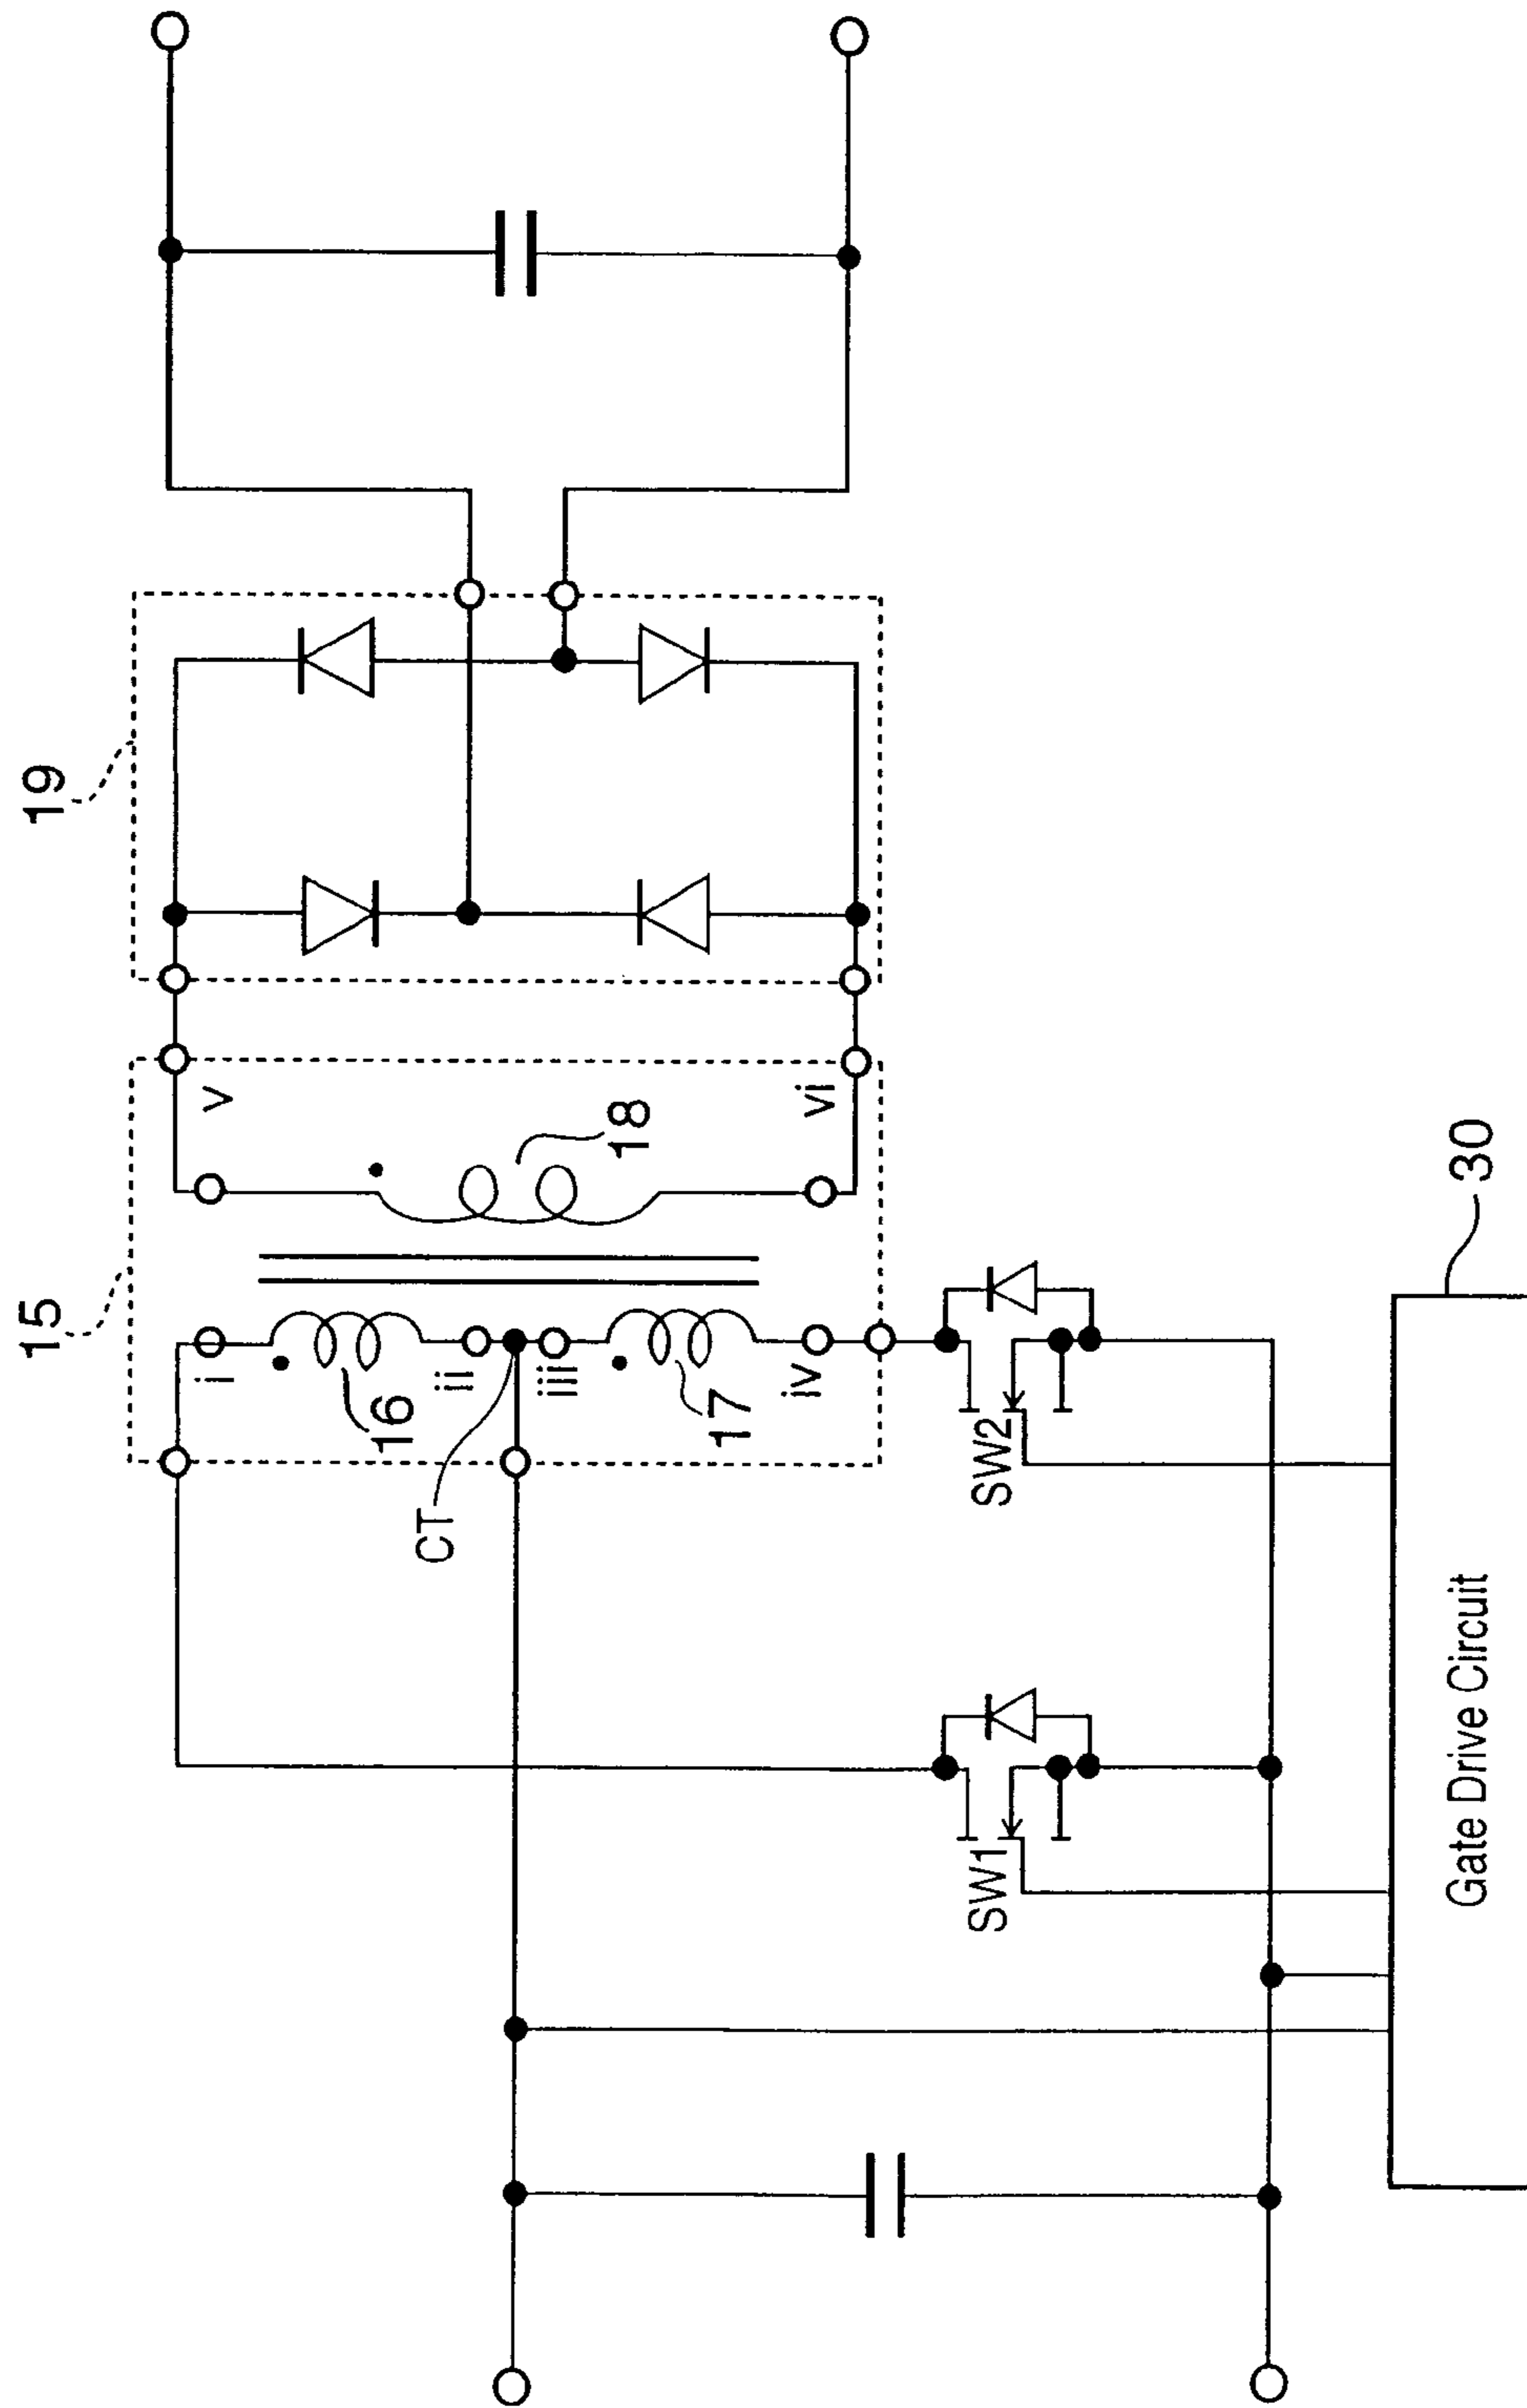 19
15
v
vi
18
i
ii
iii
iv
16
17
CT
SW2
30
SW1
Gate Drive Circuit